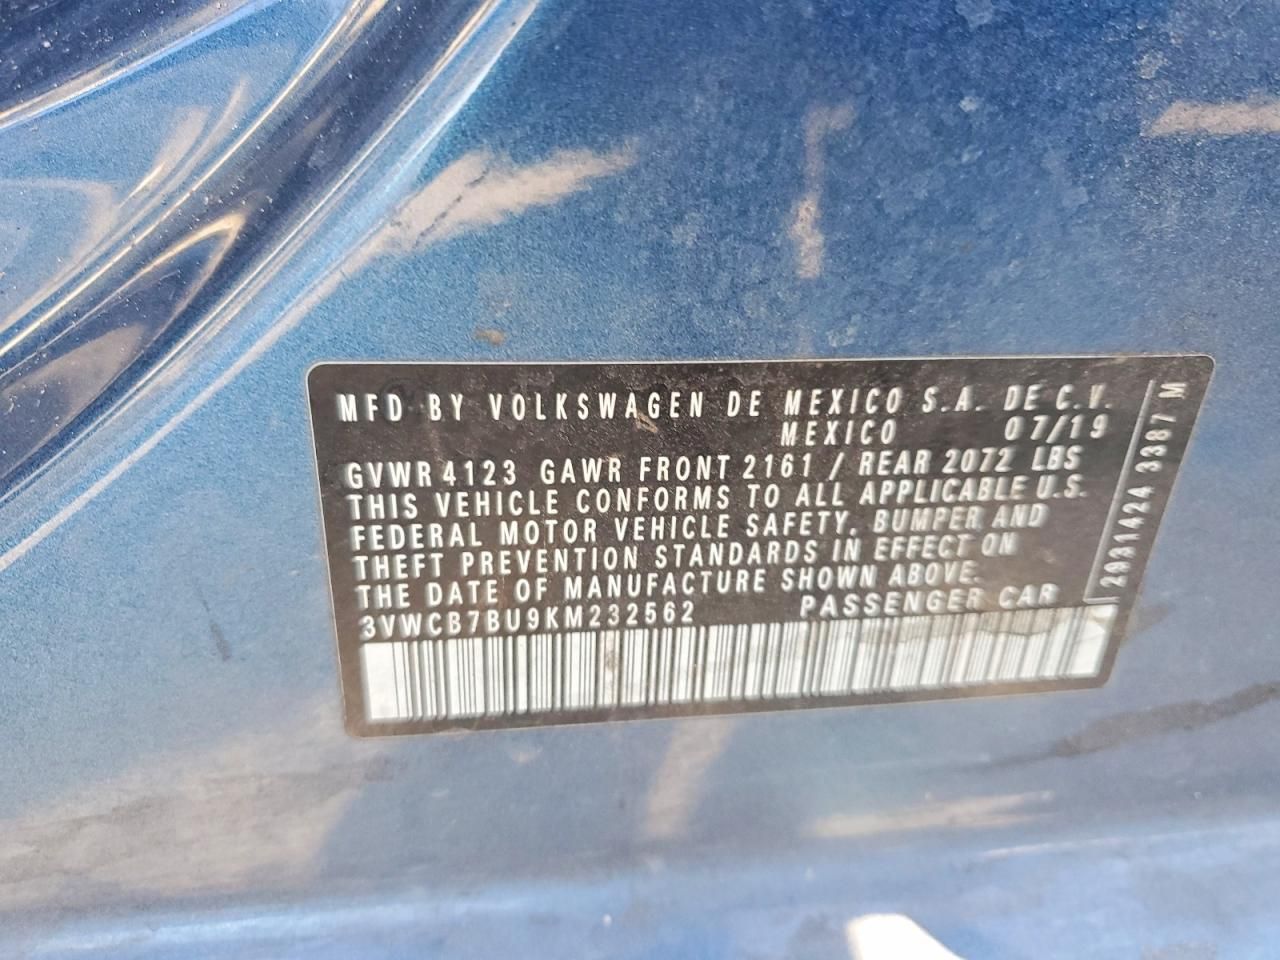 MFD BY VOLKSWAGEN DE MEXICO S.A. DE C.V.
MEXICO 07/19
GVWR 4123 GAWR FRONT 2161 / REAR 2072 LBS
THIS VEHICLE CONFORMS TO ALL APPLICABLE U.S.
FEDERAL MOTOR VEHICLE SAFETY, BUMPER AND
THEFT PREVENTION STANDARDS IN EFFECT ON
THE DATE OF MANUFACTURE SHOWN ABOVE.
3VWCB7BU9KM232562 PASSENGER CAR
2931424 3387 M